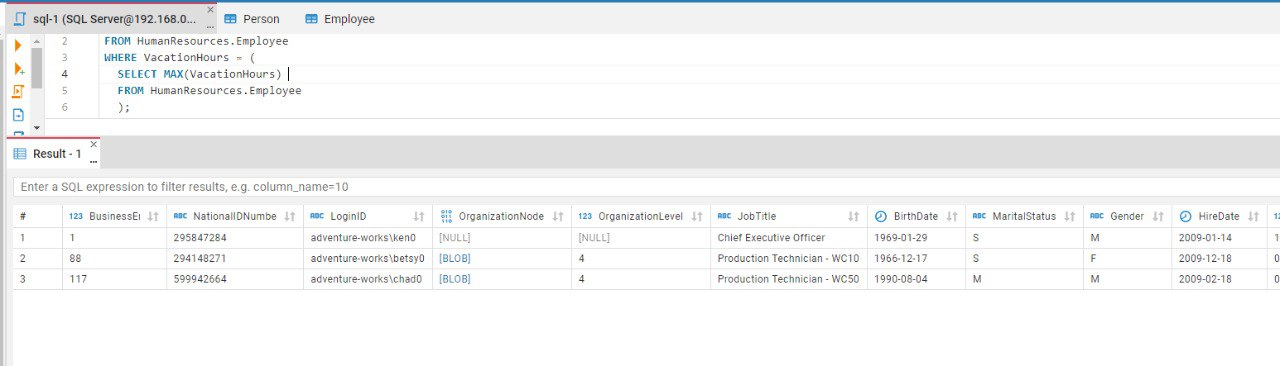 sql-1 (SQL Server@192.168.0... Person Employee
2 FROM HumanResources.Employee
3 WHERE VacationHours = (
4 SELECT MAX(VacationHours)
5 FROM HumanResources.Employee
6 );
Result - 1
Enter a SQL expression to filter results, e.g. column_name=10
# 123 BusinessEr ABC NationalIDNumbe ABC LoginID OrganizationNode 123 OrganizationLevel ABC JobTitle BirthDate ABC MaritalStatus ABC Gender HireDate 123
1 1 295847284 adventure-works\ken0 [NULL] [NULL] Chief Executive Officer 1969-01-29 S M 2009-01-14 1
2 88 294148271 adventure-works\betsy0 [BLOB] 4 Production Technician - WC10 1966-12-17 S F 2009-12-18 0
3 117 599942664 adventure-works\chad0 [BLOB] 4 Production Technician - WC50 1990-08-04 M M 2009-02-18 0